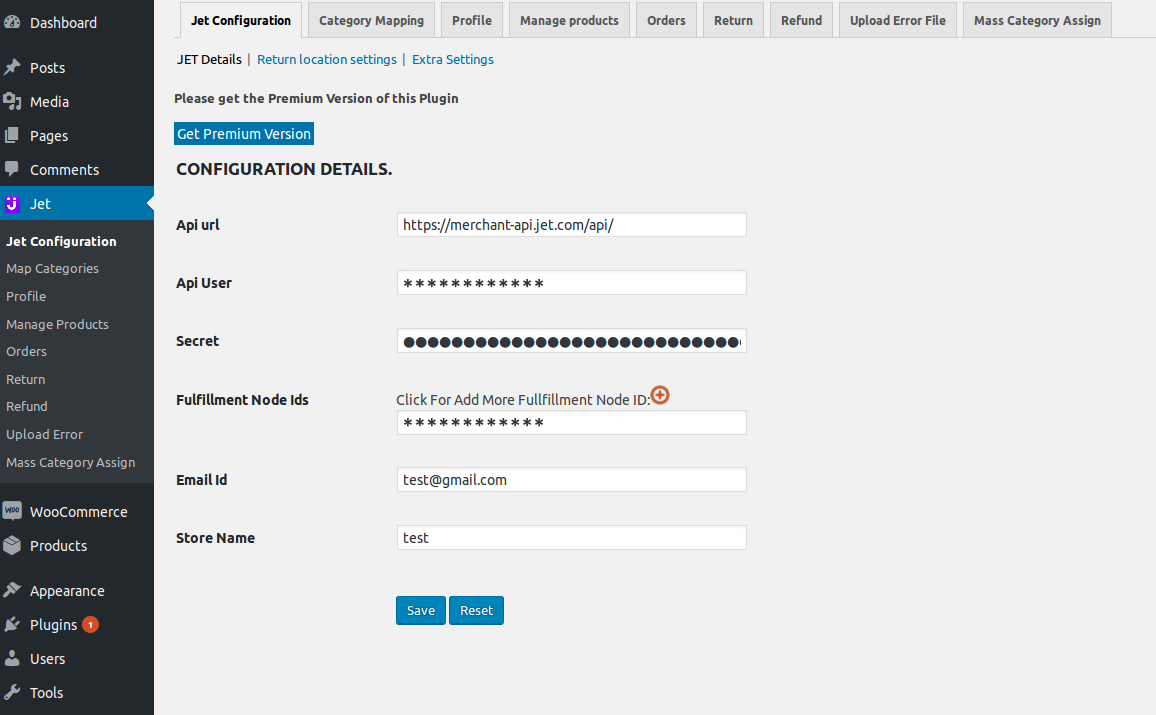 Dashboard
Posts
Media
Pages
Comments
Jet
Jet Configuration
Map Categories
Profile
Manage Products
Orders
Return
Refund
Upload Error
Mass Category Assign
WOO WooCommerce
Products
Appearance
Plugins 1
Users
Tools
Jet Configuration Category Mapping Profile Manage products Orders Return Refund Upload Error File Mass Category Assign
JET Details | Return location settings | Extra Settings
Please get the Premium Version of this Plugin
Get Premium Version
CONFIGURATION DETAILS.
Api url https://merchant-api.jet.com/api/
Api User ************
Secret ●●●●●●●●●●●●●●●●●●●●●●●●●●●●●
Fulfillment Node Ids Click For Add More Fullfillment Node ID:
************
Email Id test@gmail.com
Store Name test
Save Reset